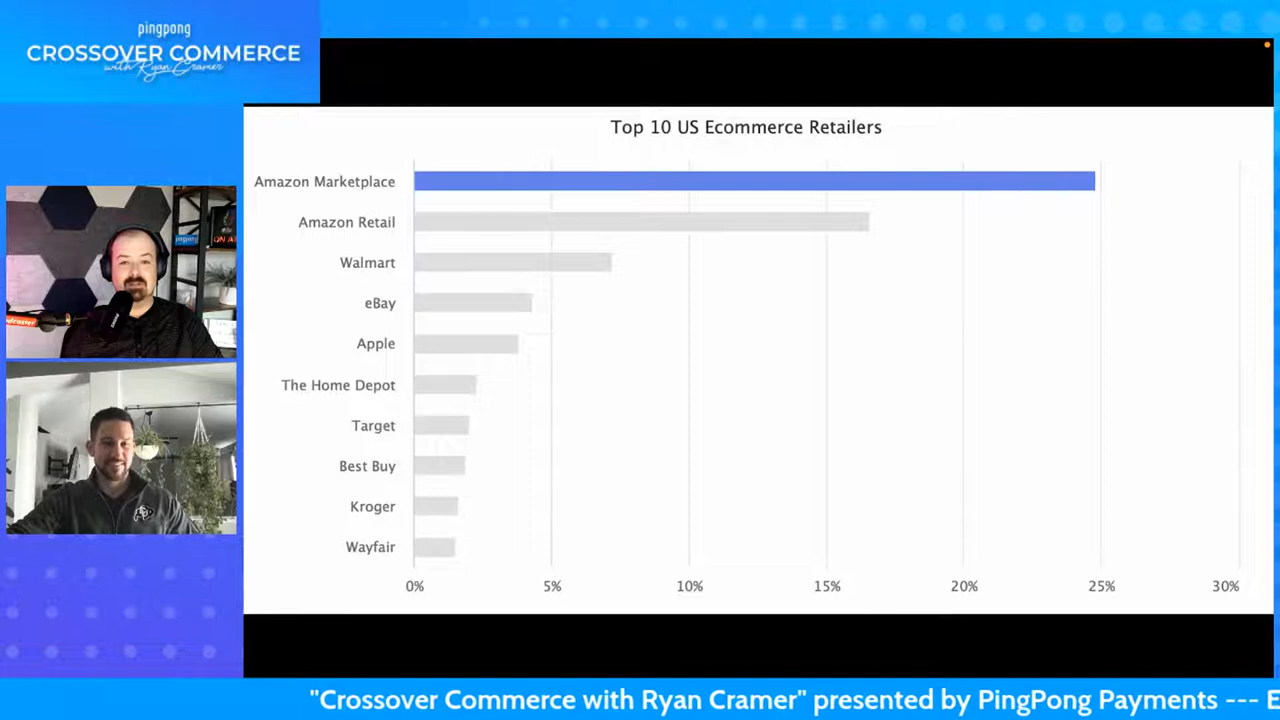 pingpong
CROSSOVER COMMERCE
with Ryan Cramer
pingpong
ON A
Top 10 US Ecommerce Retailers
Amazon Marketplace
Amazon Retail
Walmart
eBay
Apple
The Home Depot
Target
Best Buy
Kroger
Wayfair
0% 5% 10% 15% 20% 25% 30%
"Crossover Commerce with Ryan Cramer" presented by PingPong Payments --- E